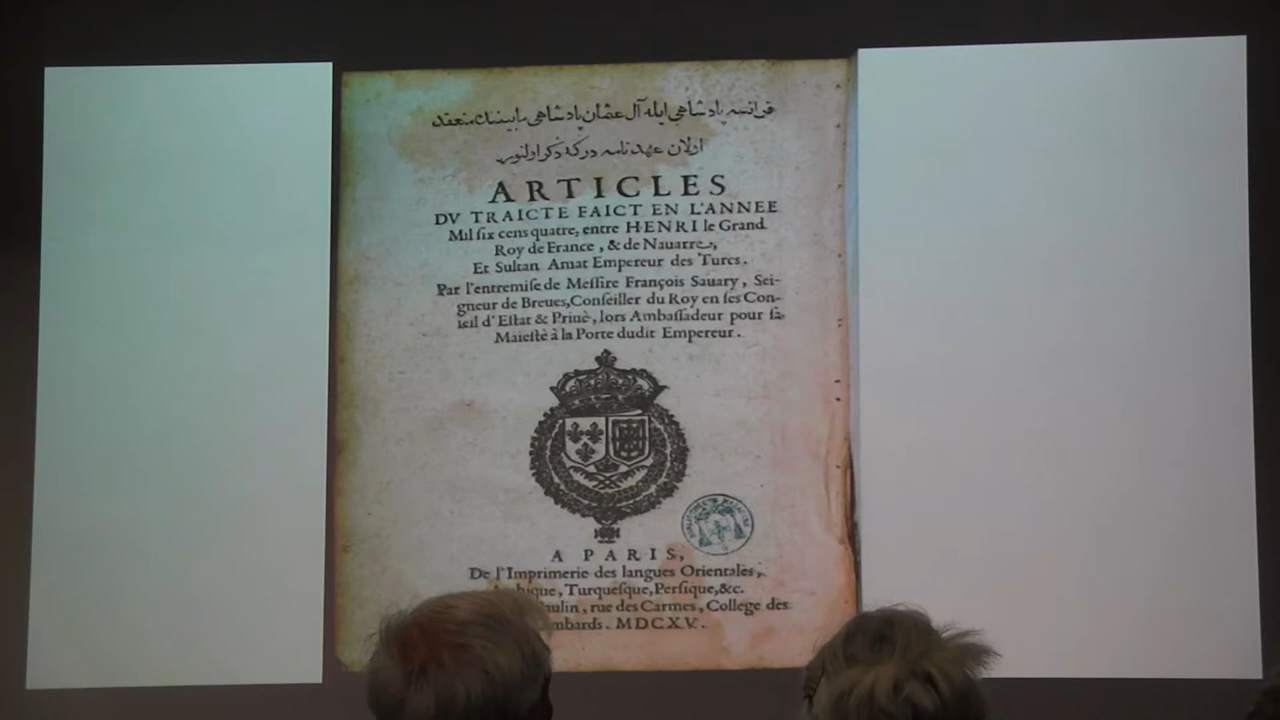 فرانسه پادشاهی ایله آل عثمان پادشاهی مابیننده منعقد
اولان عهدنامه درکه ذکر اولنور
ARTICLES
DV TRAICTE FAICT EN L'ANNEE
Mil ſix cens quatre, entre HENRI le Grand
Roy de France, & de Nauarre,
Et Sultan Amat Empereur des Turcs.
Par l'entremiſe de Meſſire François Sauary, Sei-
gneur de Breues, Conſeiller du Roy en ſes Con-
ſeil d'Eſtat & Priuè, lors Ambaſſadeur pour ſa
Maieſtè à la Porte dudit Empereur.
A PARIS,
De l'Imprimerie des langues Orientales,
Turqueſque, Perſique, &c.
rue des Carmes, College des
MDCXV.